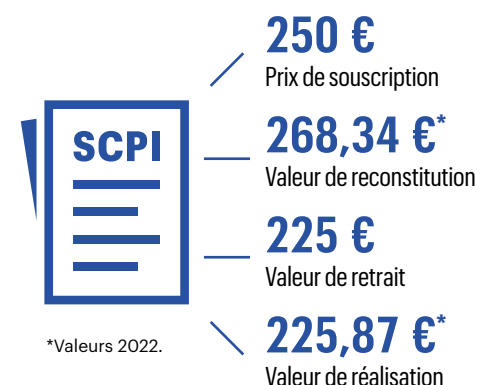 250 €
Prix de souscription
SCPI
268,34 €*
Valeur de reconstitution
225 €
Valeur de retrait
*Valeurs 2022.
225,87 €*
Valeur de réalisation